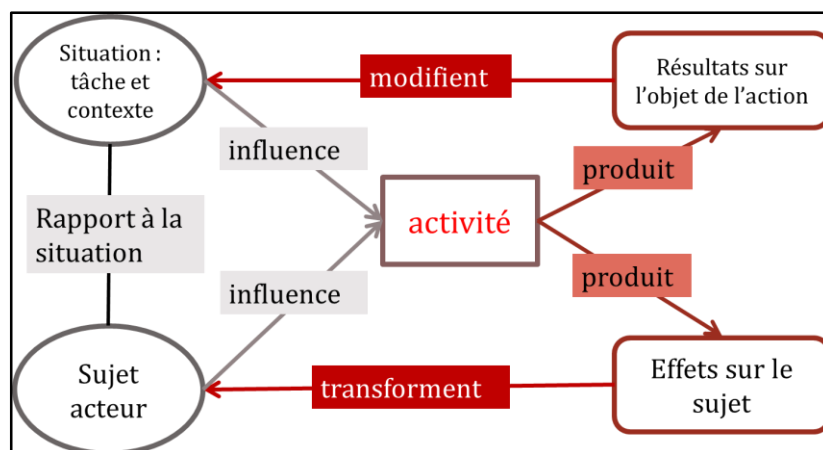 Situation :
tâche et
contexte
modifient
Résultats sur
l’objet de l’action
influence
produit
Rapport à la
situation
activité
influence
produit
Sujet
acteur
transforment
Effets sur le
sujet